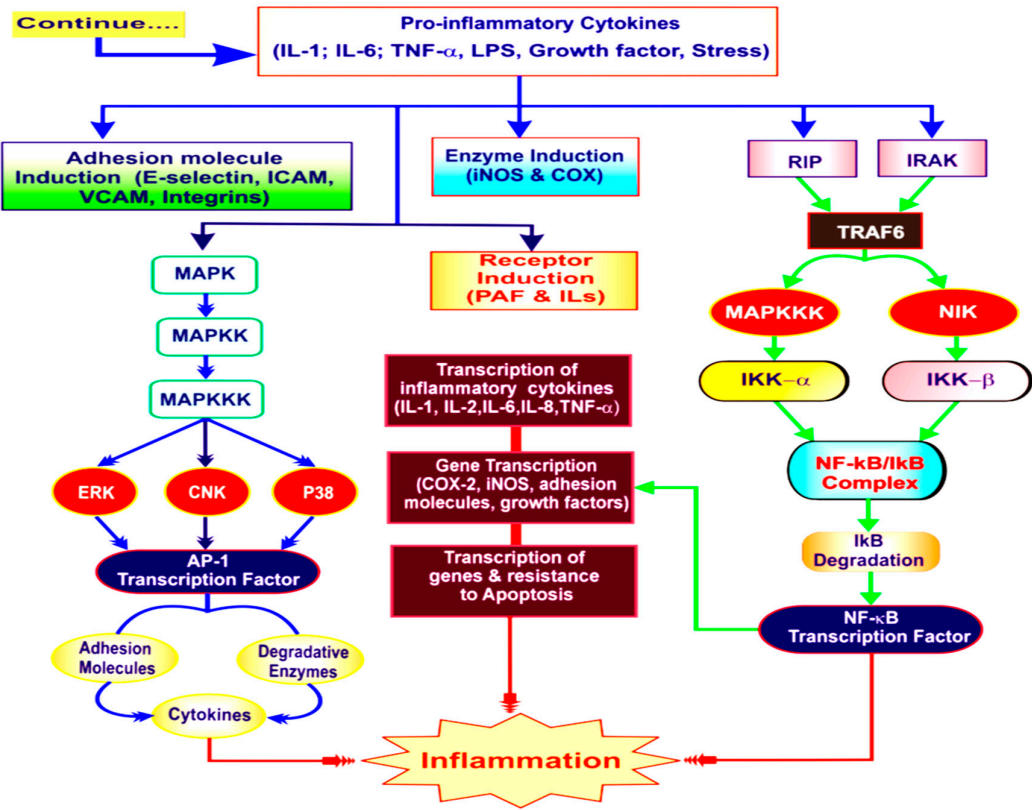 Continue....
Pro-inflammatory Cytokines
(IL-1; IL-6; TNF-α, LPS, Growth factor, Stress)
Adhesion molecule
Induction (E-selectin, ICAM,
VCAM, Integrins)
Enzyme Induction
(iNOS & COX)
RIP
IRAK
TRAF6
Receptor
Induction
(PAF & ILs)
MAPK
MAPKK
MAPKKK
MAPKKK
NIK
IKK-α
IKK-β
Transcription of
inflammatory cytokines
(IL-1, IL-2,IL-6,IL-8,TNF-α)
Gene Transcription
(COX-2, iNOS, adhesion
molecules, growth factors)
Transcription of
genes & resistance
to Apoptosis
NF-kB/IkB
Complex
IkB
Degradation
NF-κB
Transcription Factor
ERK
CNK
P38
AP-1
Transcription Factor
Adhesion
Molecules
Degradative
Enzymes
Cytokines
Inflammation